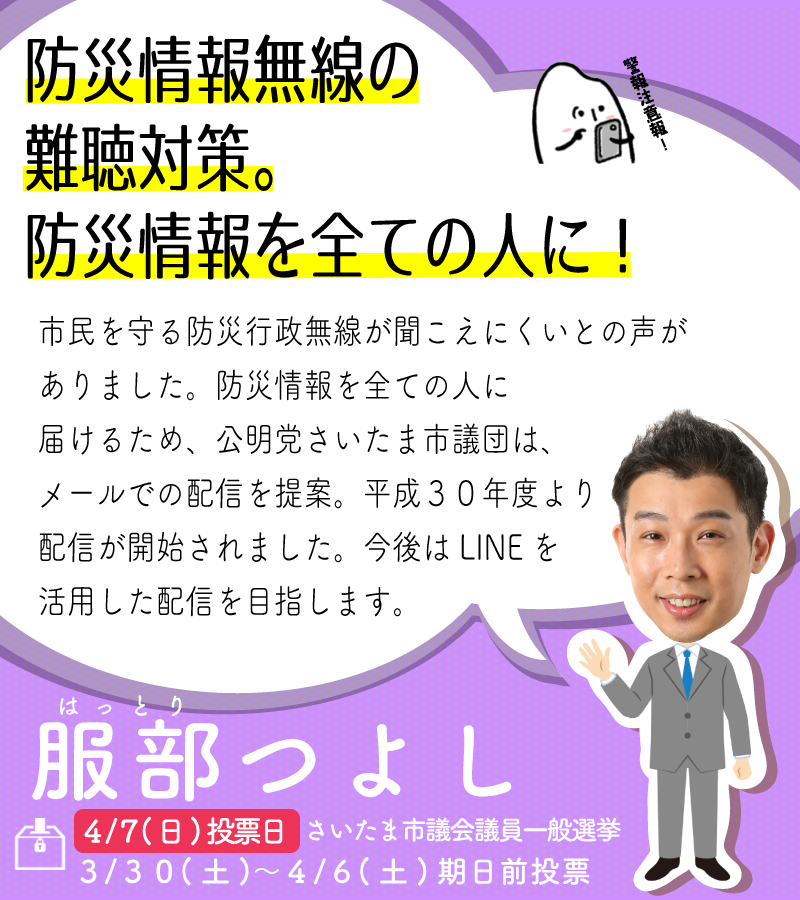 防災情報無線の
難聴対策。
防災情報を全ての人に！
警報注意報！
市民を守る防災行政無線が聞こえにくいとの声が
ありました。防災情報を全ての人に
届けるため、公明党さいたま市議団は、
メールでの配信を提案。平成３０年度より
配信が開始されました。今後は LINE を
活用した配信を目指します。
はっとり
服部つよし
4/7(日)投票日 さいたま市議会議員一般選挙
３/３０(土)〜４/６(土)期日前投票